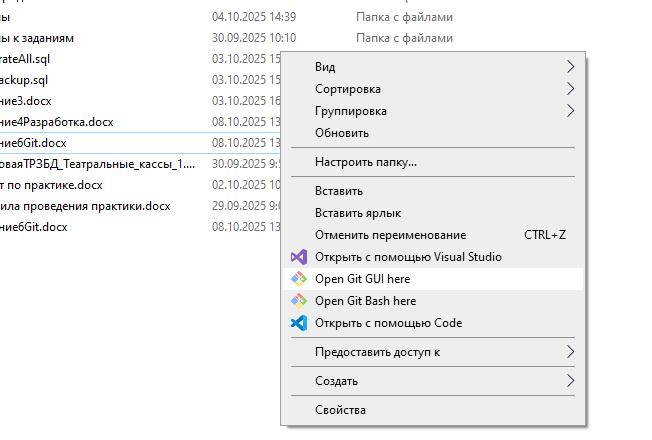 лы 04.10.2025 14:39 Папка с файлами
лы к заданиям 30.09.2025 10:10 Папка с файлами
rateAll.sql 03.10.2025 15
ackup.sql 03.10.2025 15
ние3.docx 03.10.2025 16
ние4Разработка.docx 08.10.2025 13
ние6Git.docx 08.10.2025 13
оваяТРЗБД_Театральные_кассы_1.... 30.09.2025 9:5
т по практике.docx 02.10.2025 10
ила проведения практики.docx 29.09.2025 9:0
ние6Git.docx 08.10.2025 13
Вид
Сортировка
Группировка
Обновить
Настроить папку...
Вставить
Вставить ярлык
Отменить переименование CTRL+Z
Открыть с помощью Visual Studio
Open Git GUI here
Open Git Bash here
Открыть с помощью Code
Предоставить доступ к
Создать
Свойства